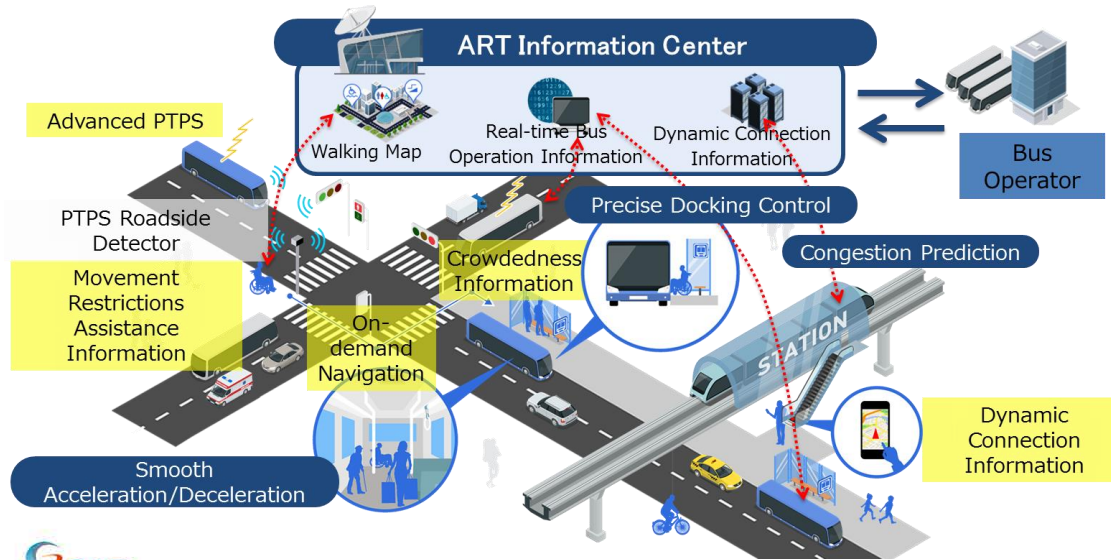 ART Information Center
Advanced PTPS
Walking Map
Real-time Bus
Operation Information
Dynamic Connection
Information
Bus
Operator
PTPS Roadside
Detector
Precise Docking Control
Congestion Prediction
Movement
Restrictions
Assistance
Information
Crowdedness
Information
On-
demand
Navigation
STATION
Dynamic
Connection
Information
Smooth
Acceleration/Deceleration